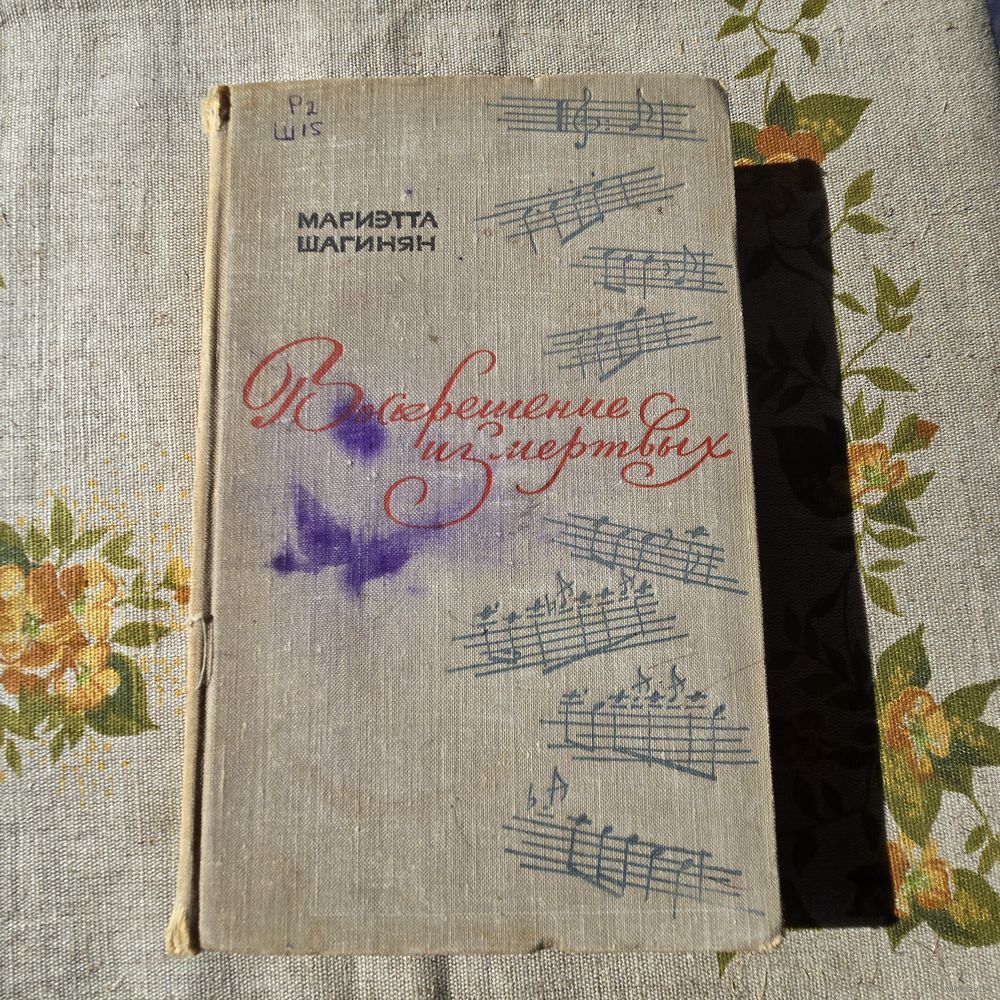 Р2
Ш15
МАРИЭТТА
ШАГИНЯН
Воскрешение
из мертвых